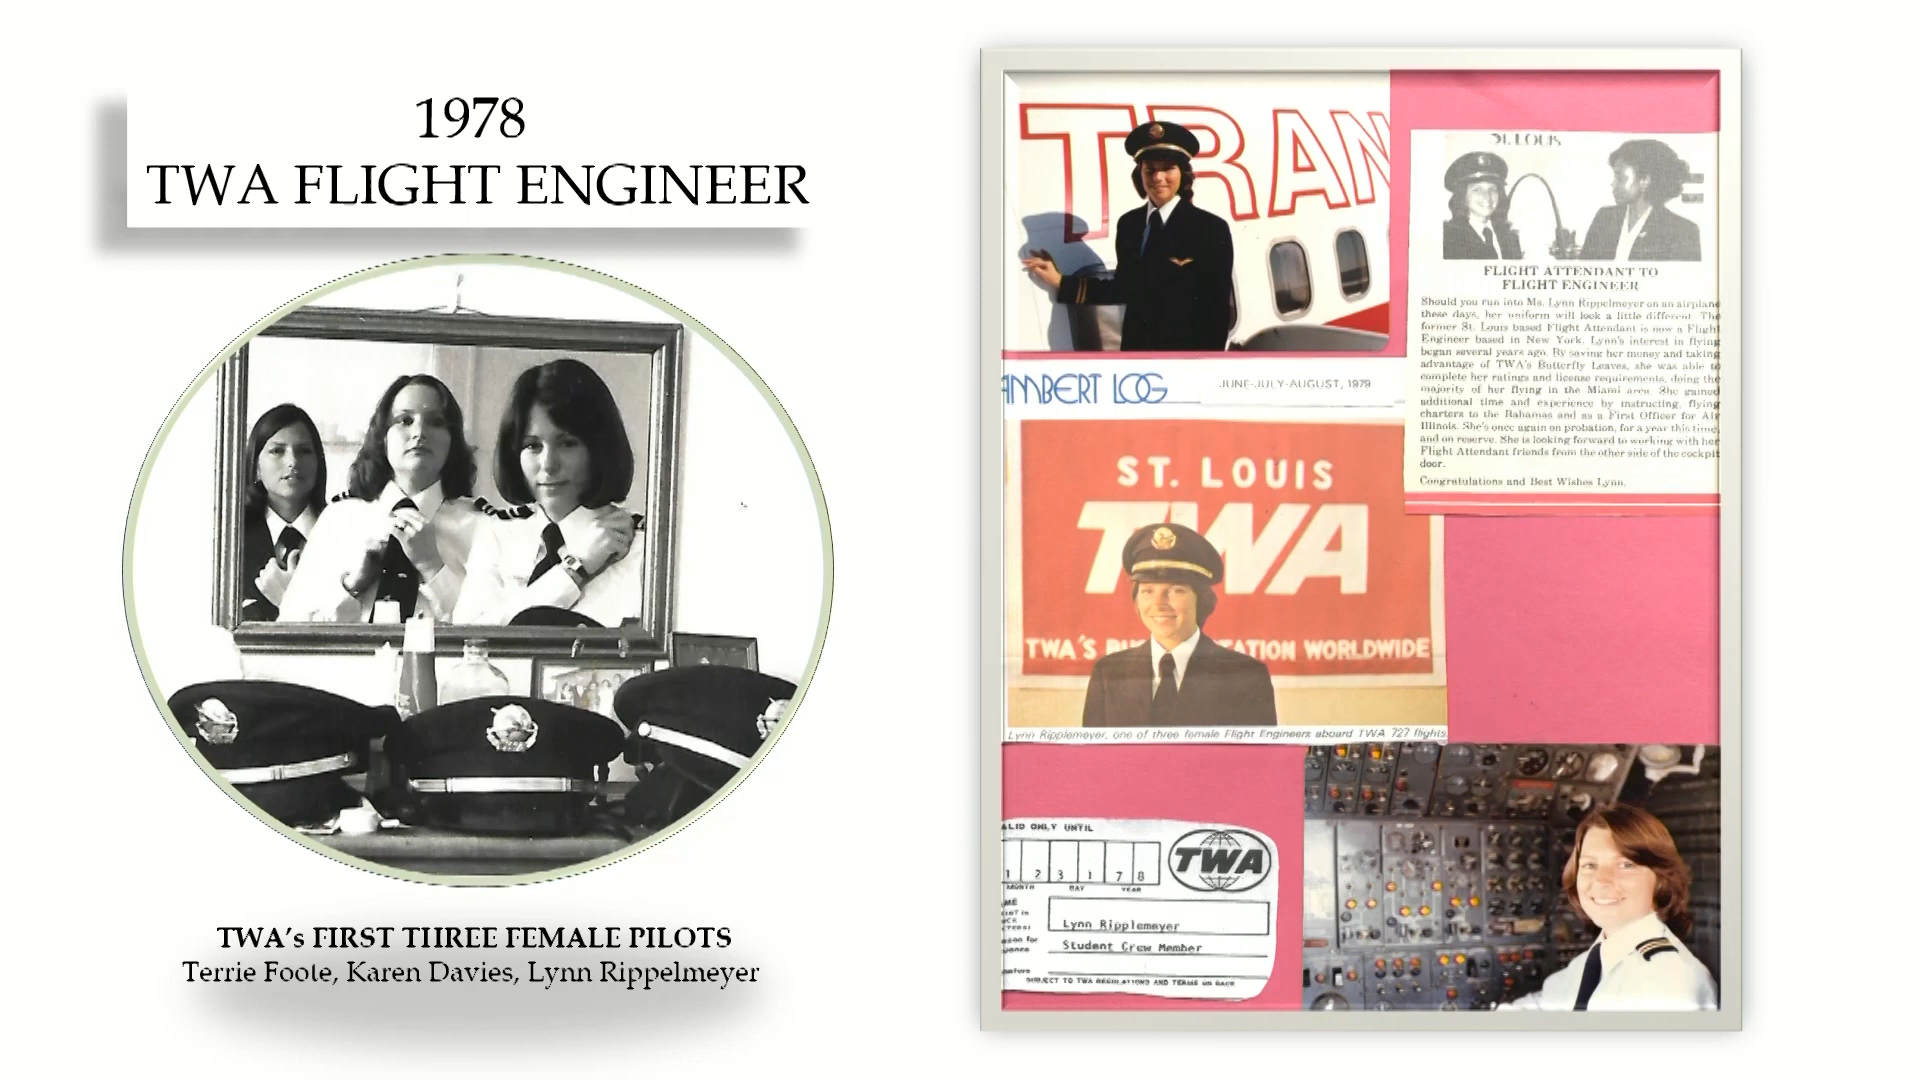 1978
TWA FLIGHT ENGINEER
TWA's FIRST THREE FEMALE PILOTS
Terrie Foote, Karen Davies, Lynn Rippelmeyer
TRAN
ST. LOUIS
FLIGHT ATTENDANT TO
FLIGHT ENGINEER
Should you run into Ms. Lynn Rippelmeyer on an airplane
these days, her uniform will look a little different. The
former St. Louis based Flight Attendant is now a Flight
Engineer based in New York. Lynn's interest in flying
began several years ago. By saving her money and taking
advantage of TWA's Butterfly Leaves, she was able to
complete her ratings and license requirements, doing the
majority of her flying in the Miami area. She gained
additional time and experience by instructing, flying
charters to the Bahamas and as a First Officer for Air
Illinois. She's once again on probation, for a year this time,
and on reserve. She is looking forward to working with her
Flight Attendant friends from the other side of the cockpit
door.
Congratulations and Best Wishes Lynn.
AMBERT LOG
JUNE-JULY-AUGUST, 1979
ST. LOUIS
TWA
TWA'S BU TATION WORLDWIDE
Lynn Ripplemeyer, one of three female Flight Engineers aboard TWA 727 flights.
ALID ONLY UNTIL
1 2 3 1 7 8
MONTH DAY YEAR
TWA
Lynn Ripplemeyer
Student Crew Member
SUBJECT TO TWA REGULATIONS AND TERMS ON BACK